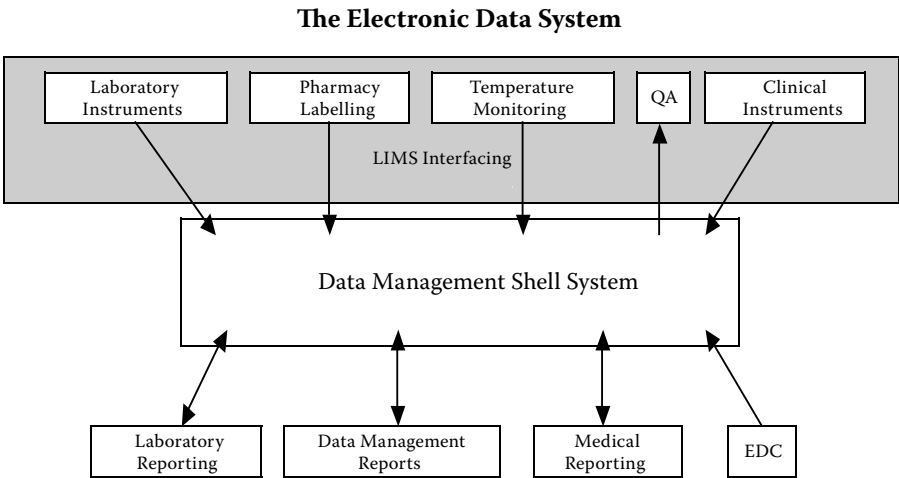 The Electronic Data System
Laboratory
Instruments
Pharmacy
Labelling
Temperature
Monitoring
QA
Clinical
Instruments
LIMS Interfacing
Data Management Shell System
Laboratory
Reporting
Data Management
Reports
Medical
Reporting
EDC